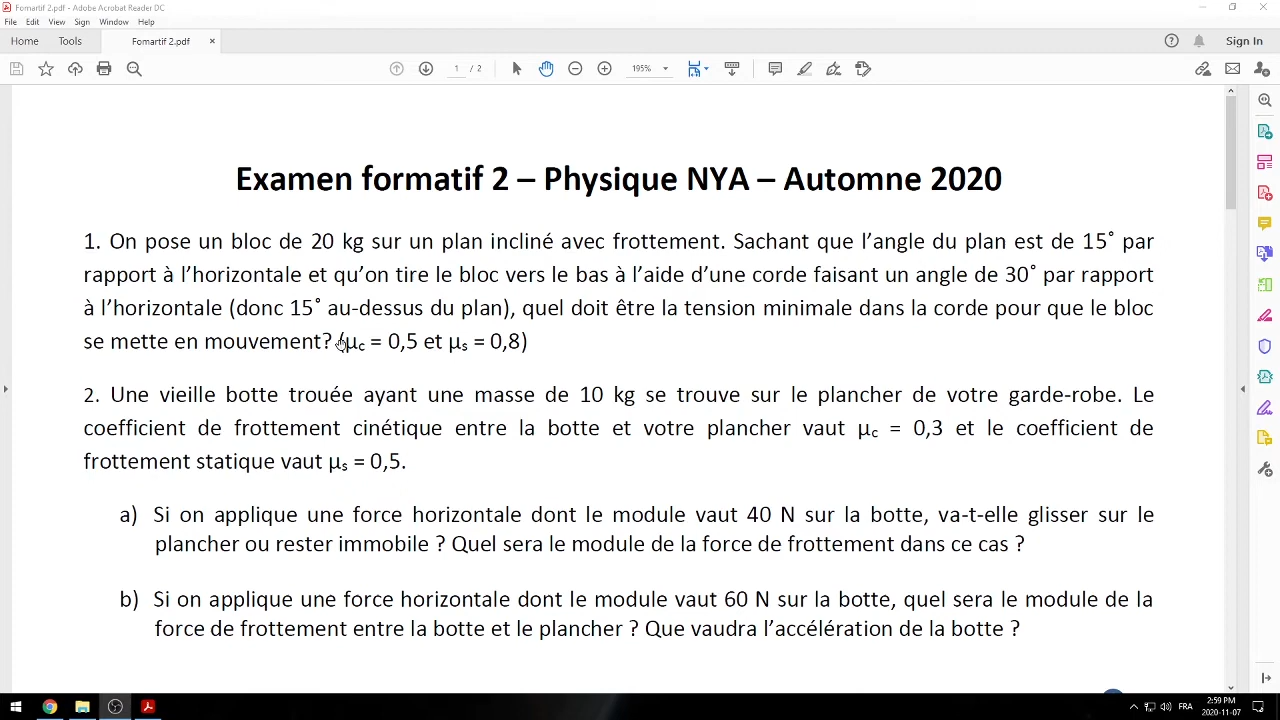 Fomartif 2.pdf - Adobe Acrobat Reader DC
File Edit View Sign Window Help
Home Tools Fomartif 2.pdf × Sign In
1 / 2 195%
Examen formatif 2 – Physique NYA – Automne 2020
1. On pose un bloc de 20 kg sur un plan incliné avec frottement. Sachant que l’angle du plan est de 15˚ par
rapport à l’horizontale et qu’on tire le bloc vers le bas à l’aide d’une corde faisant un angle de 30˚ par rapport
à l’horizontale (donc 15˚ au-dessus du plan), quel doit être la tension minimale dans la corde pour que le bloc
se mette en mouvement? (μc = 0,5 et μs = 0,8)
2. Une vieille botte trouée ayant une masse de 10 kg se trouve sur le plancher de votre garde-robe. Le
coefficient de frottement cinétique entre la botte et votre plancher vaut μc = 0,3 et le coefficient de
frottement statique vaut μs = 0,5.
a) Si on applique une force horizontale dont le module vaut 40 N sur la botte, va-t-elle glisser sur le
plancher ou rester immobile ? Quel sera le module de la force de frottement dans ce cas ?
b) Si on applique une force horizontale dont le module vaut 60 N sur la botte, quel sera le module de la
force de frottement entre la botte et le plancher ? Que vaudra l’accélération de la botte ?
FRA
2:59 PM
2020-11-07